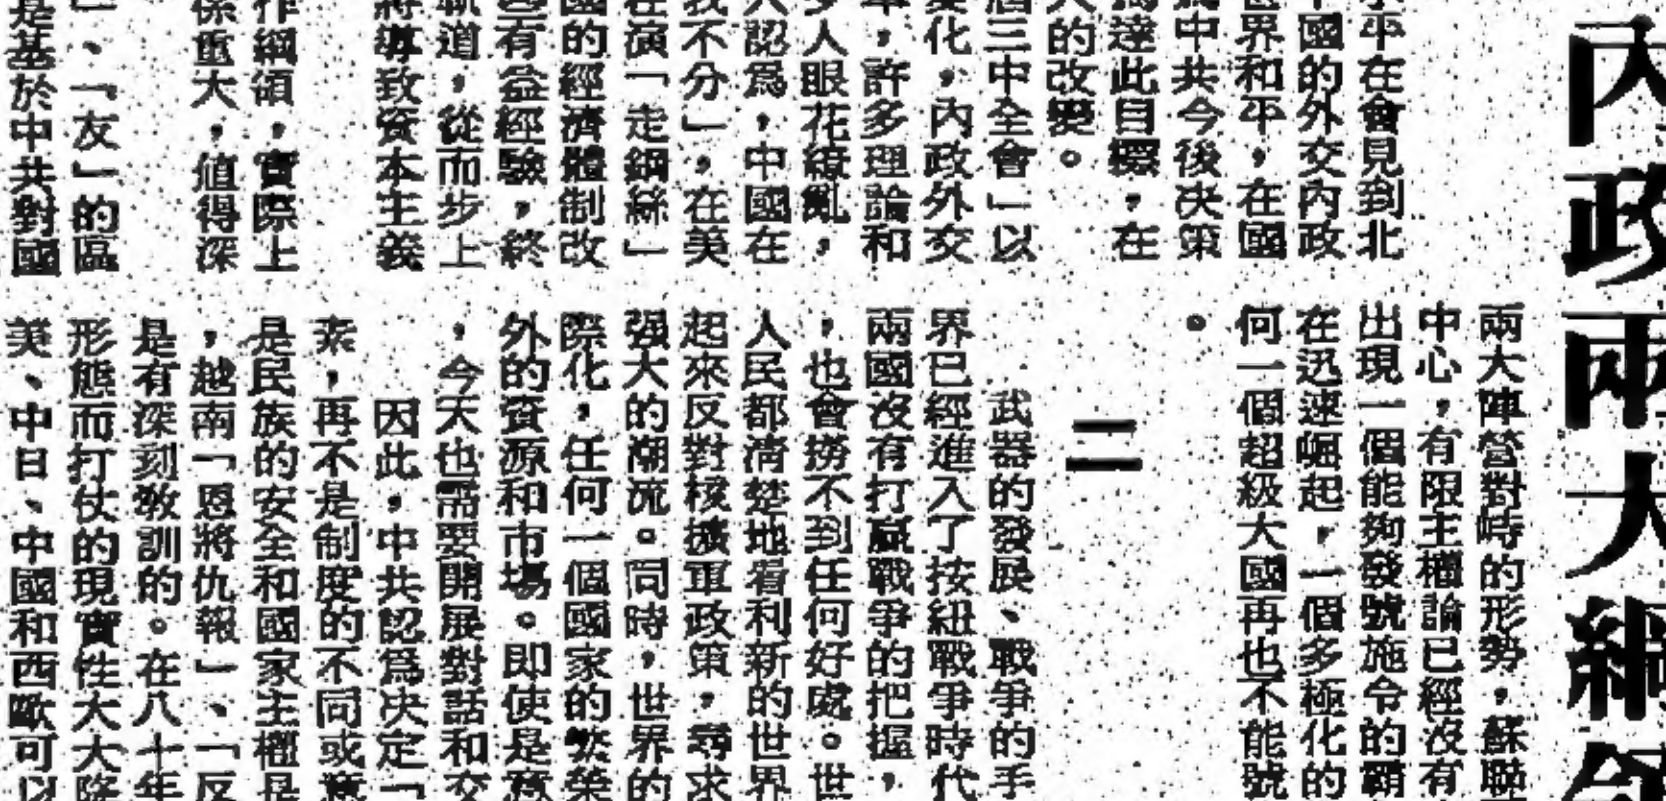 內政兩大綱領
小平在會見到北
中國的外交內政
世界和平，在國
為中共今後決策
為達此自標，在
大的改變。
屆三中全會」以
變化，內政外交
革，許多理論和
多人眼花繚亂，
人認爲，中國在
我不分」，在美
在演「走鋼絲」
國的經濟體制改
些有益經驗，終
軌道，從而步上
將導致資本主義
作綱領，實際上
係重大，值得深
」、「友」的區
是基於中共對國
兩大陣營對峙的形勢，蘇聯
中心，有限主權論已經沒有
出現一個能夠發號施令的霸
在迅速崛起，一個多極化的
何一個超級大國再也不能號
。
二
武器的發展、戰爭的手
界已經進入了按紐戰爭時代
兩國沒有打贏戰爭的把握，
，也會撈不到任何好處。世
人民都清楚地看利新的世界
起來反對核擴軍政策，尋求
强大的潮流。同時，世界的
際化，任何一個國家的繁榮
外的資源和市場。即使是意
，今天也需要開展對話和交
因此，中共認爲决定「
素，再不是制度的不同或意
是民族的安全和國家主權是
，越南「恩將仇報」、「反
是有深刻教訓的。在八十年
形態而打仗的現實性大大降
美、中日、中國和西歐可以